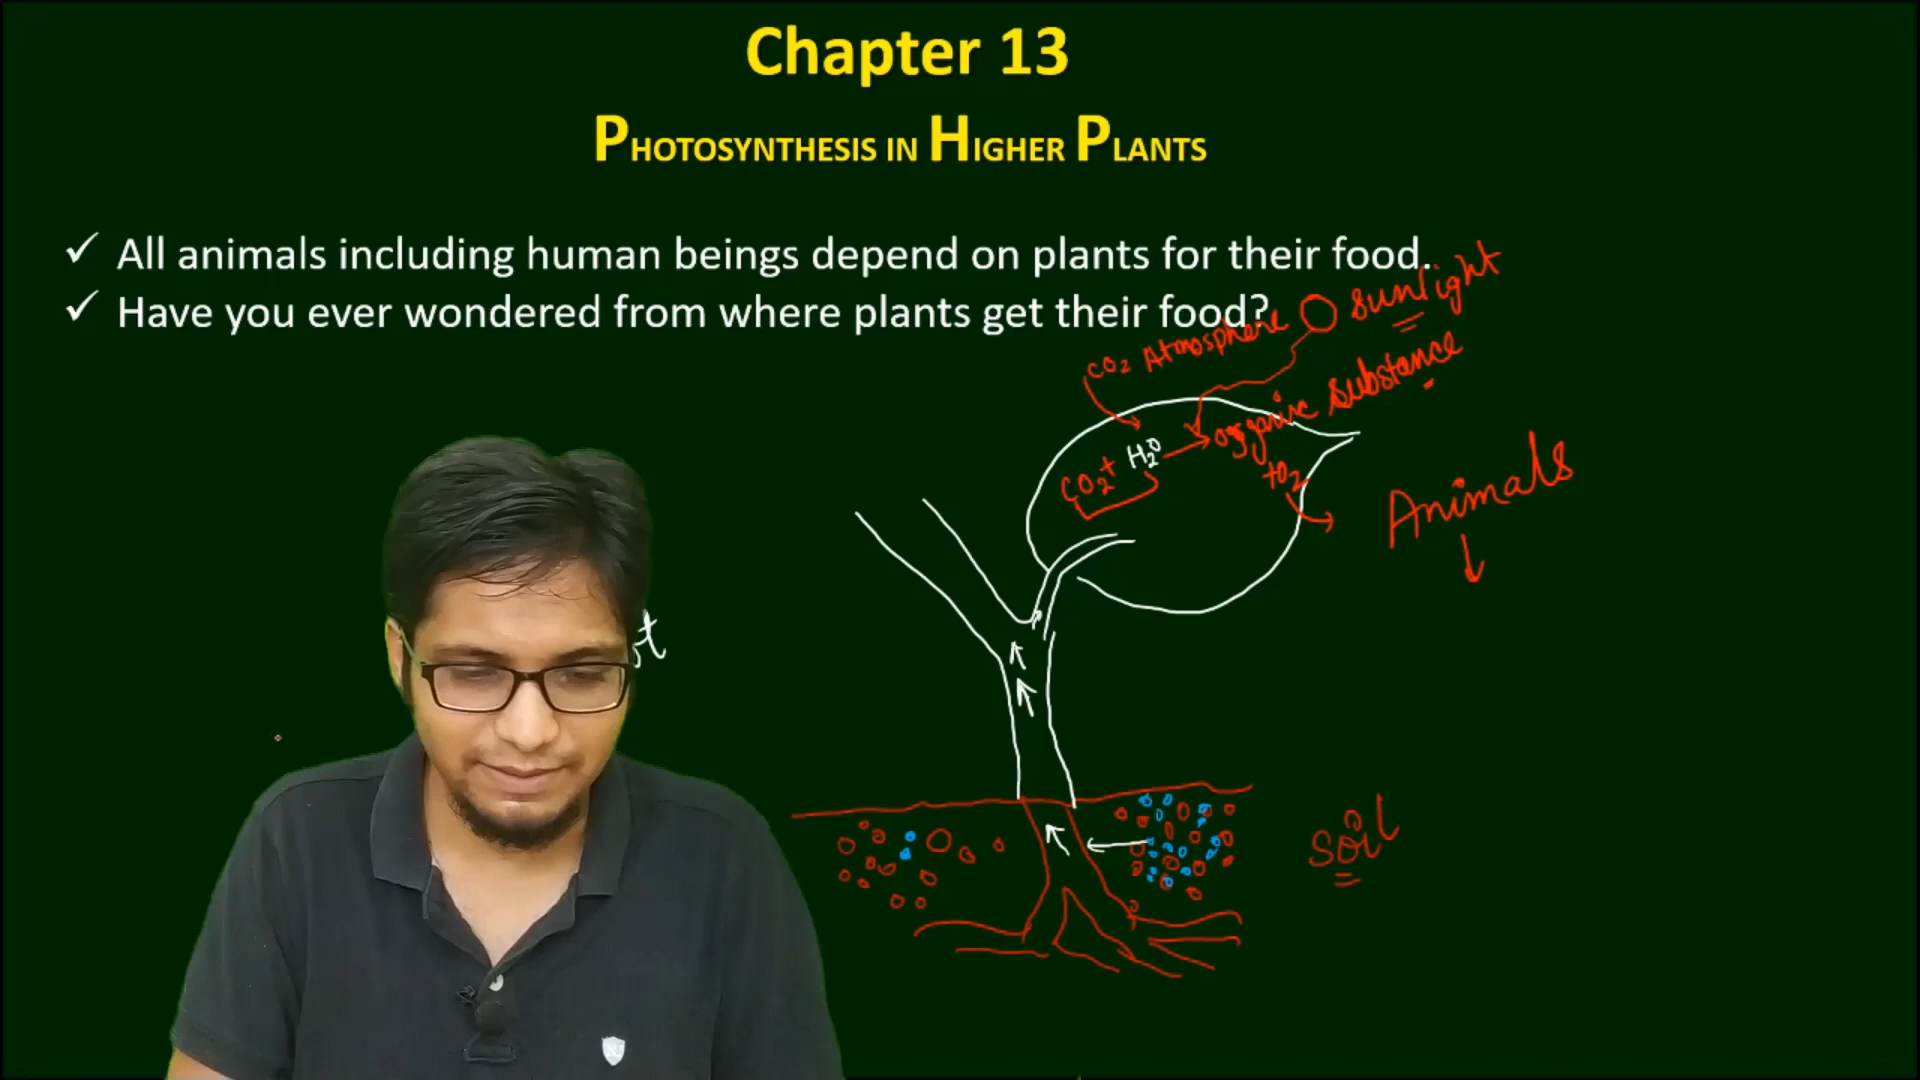 Chapter 13
PHOTOSYNTHESIS IN HIGHER PLANTS
✓ All animals including human beings depend on plants for their food.
✓ Have you ever wondered from where plants get their food?
sunlight
CO2 Atmosphere
organic substance
CO2 + H2O →
+O2
Animals
soil